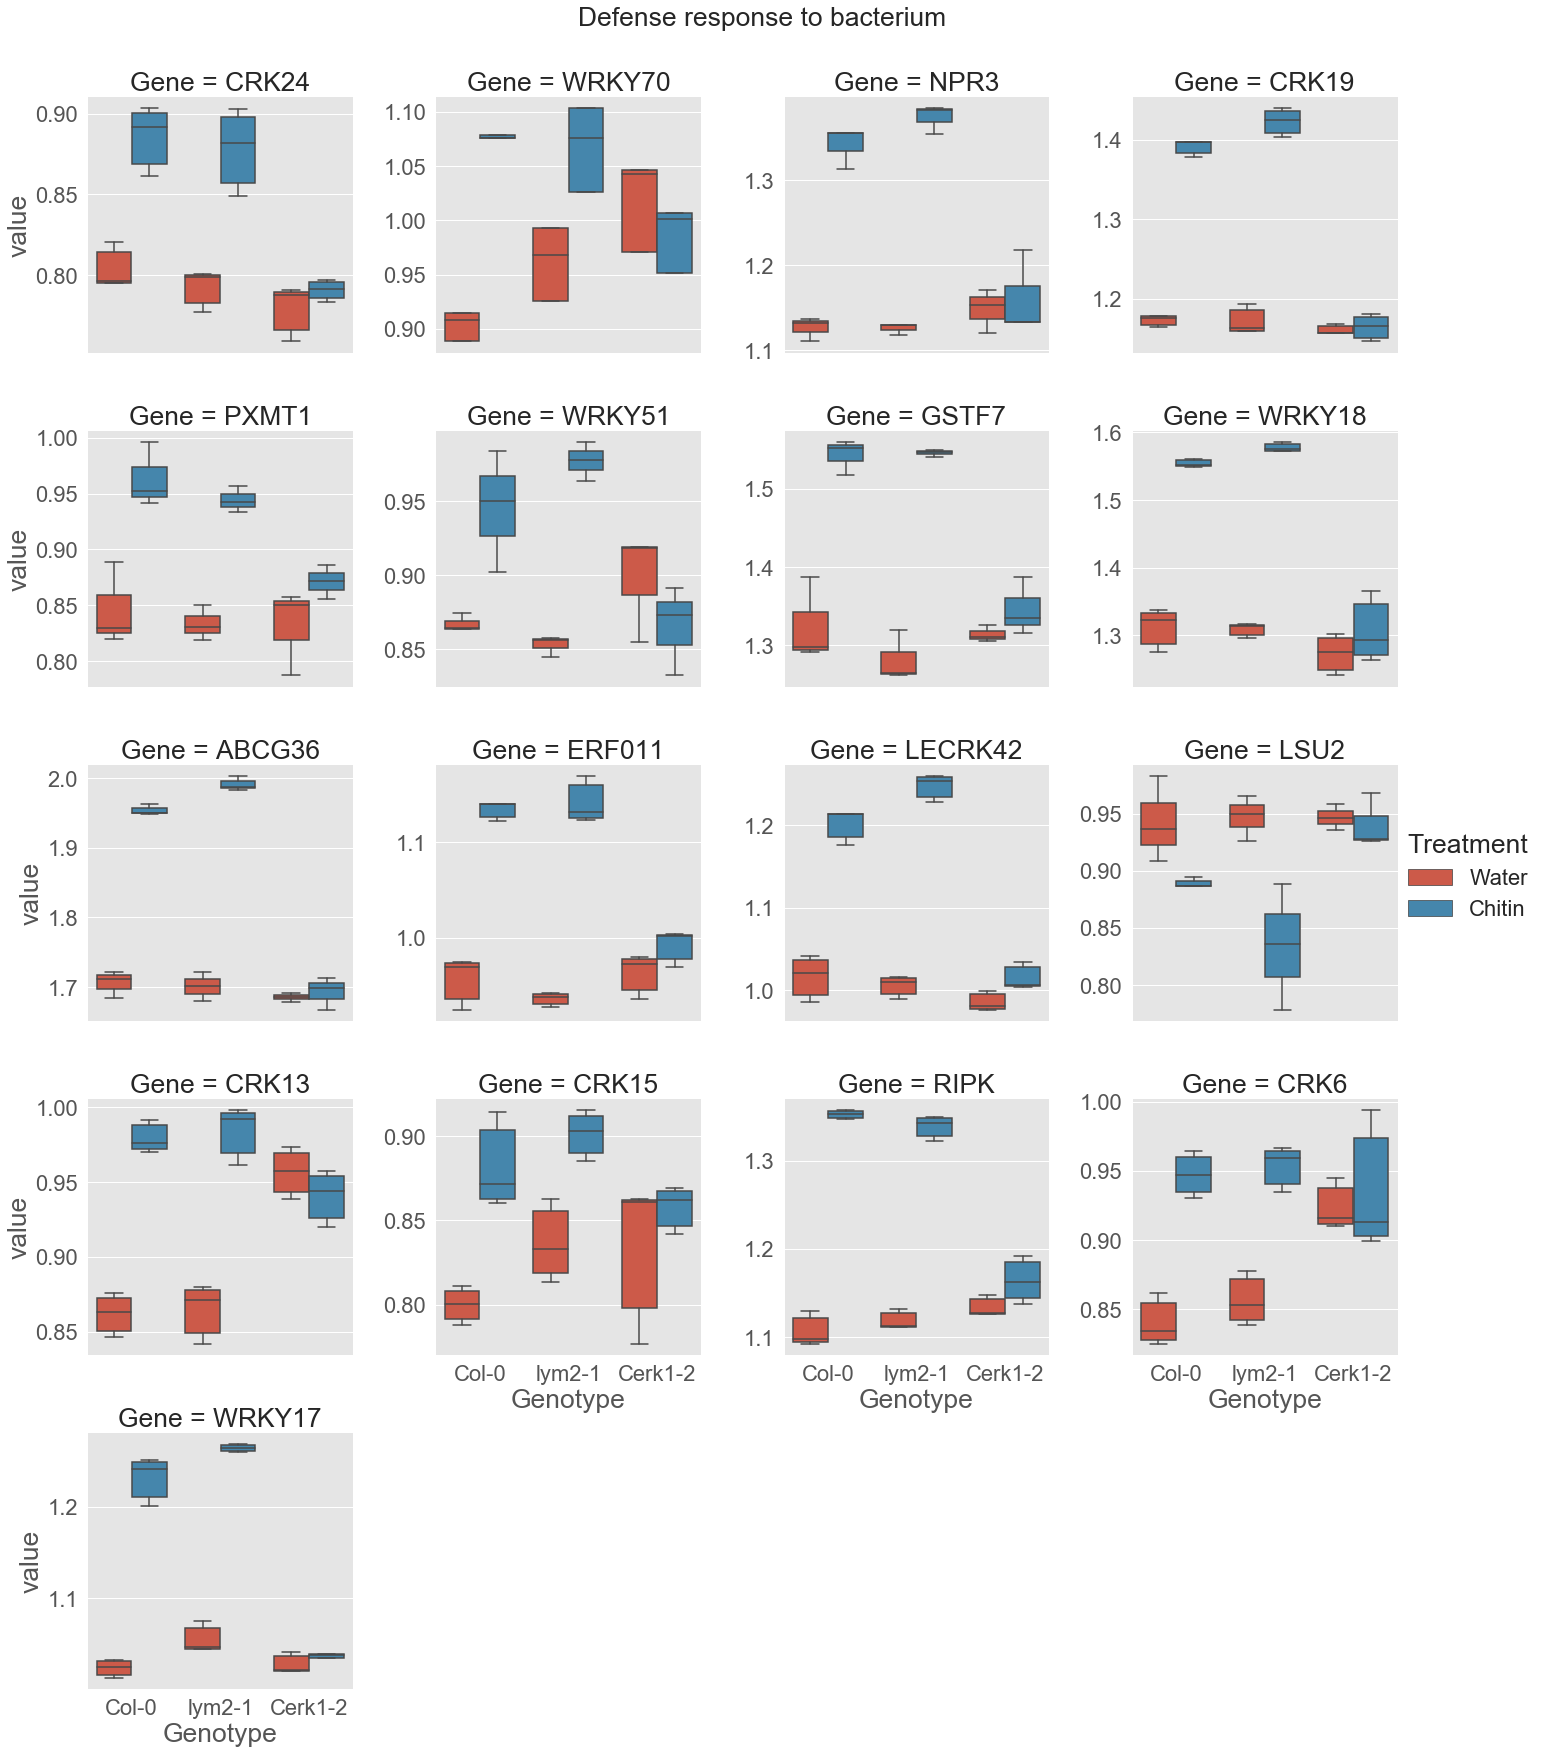 Defense response to bacterium
Gene = CRK24
Gene = WRKY70
Gene = NPR3
Gene = CRK19
value
0.90
0.85
0.80
1.10
1.05
1.00
0.95
0.90
1.3
1.2
1.1
1.4
1.3
1.2
Gene = PXMT1
Gene = WRKY51
Gene = GSTF7
Gene = WRKY18
value
1.00
0.95
0.90
0.85
0.80
0.95
0.90
0.85
1.5
1.4
1.3
1.6
1.5
1.4
1.3
Gene = ABCG36
Gene = ERF011
Gene = LECRK42
Gene = LSU2
value
2.0
1.9
1.8
1.7
1.1
1.0
1.2
1.1
1.0
0.95
0.90
0.85
0.80
Treatment
Water
Chitin
Gene = CRK13
Gene = CRK15
Gene = RIPK
Gene = CRK6
value
1.00
0.95
0.90
0.85
0.90
0.85
0.80
1.3
1.2
1.1
1.00
0.95
0.90
0.85
Col-0 lym2-1 Cerk1-2
Genotype
Col-0 lym2-1 Cerk1-2
Genotype
Col-0 lym2-1 Cerk1-2
Genotype
Gene = WRKY17
value
1.2
1.1
Col-0 lym2-1 Cerk1-2
Genotype